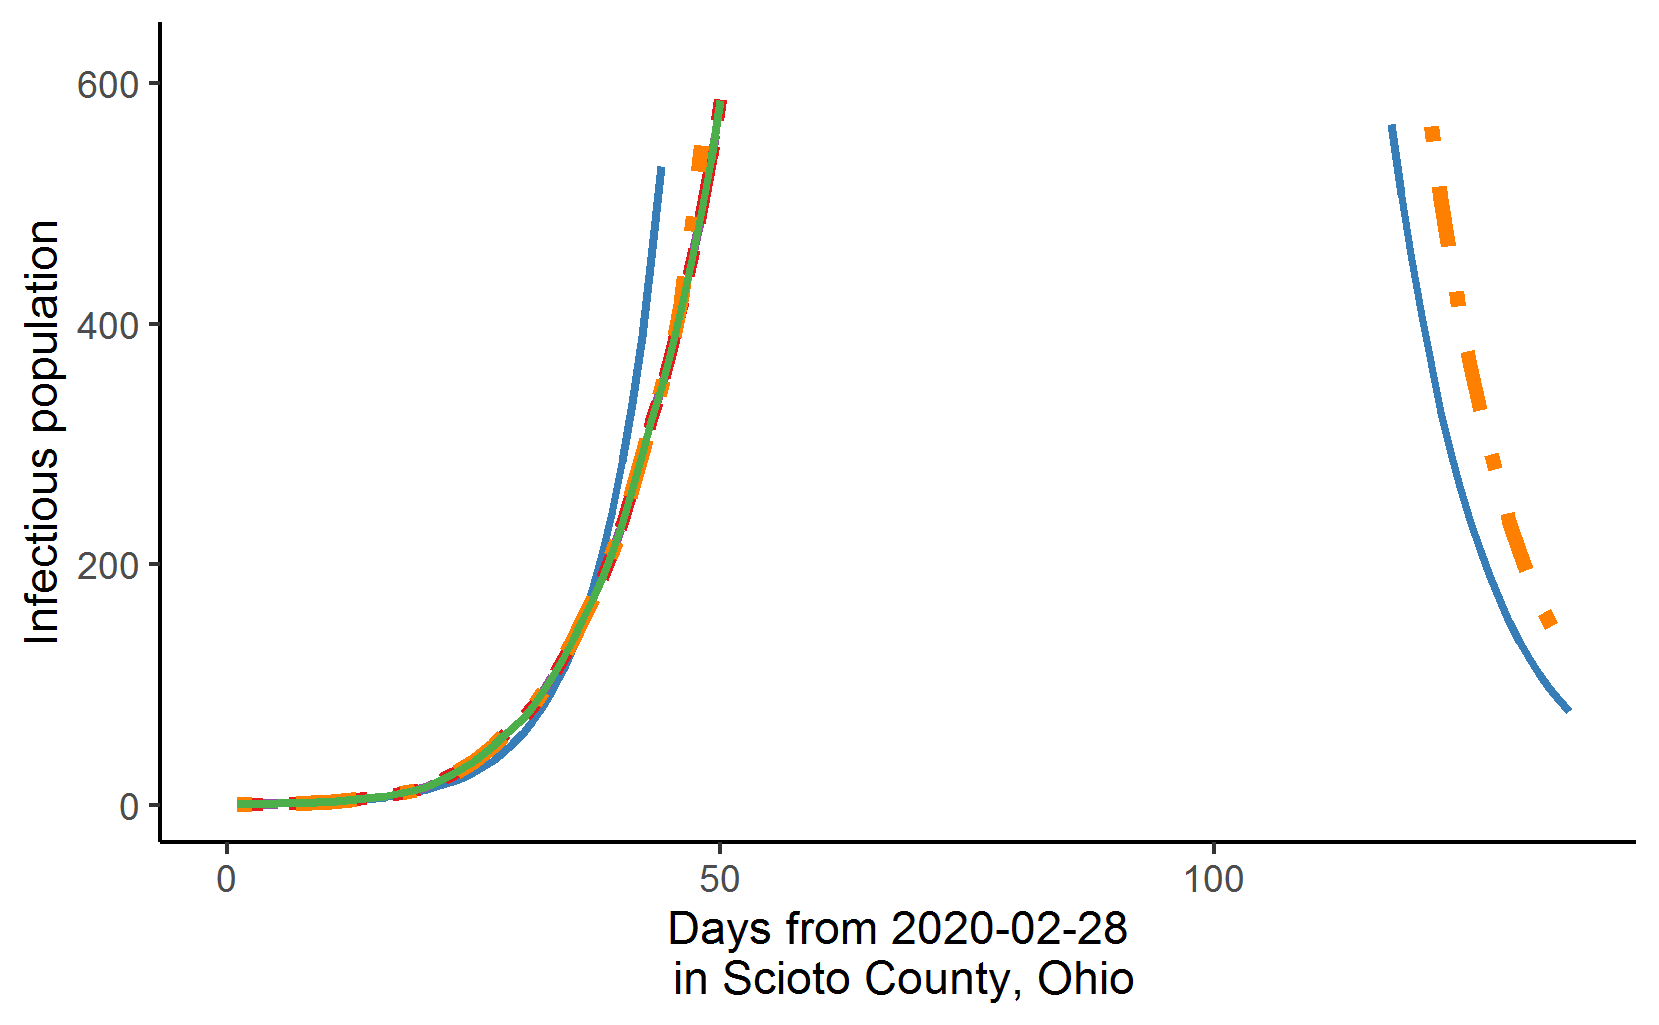 Infectious population
600
400
200
0
0 50 100
Days from 2020-02-28
in Scioto County, Ohio